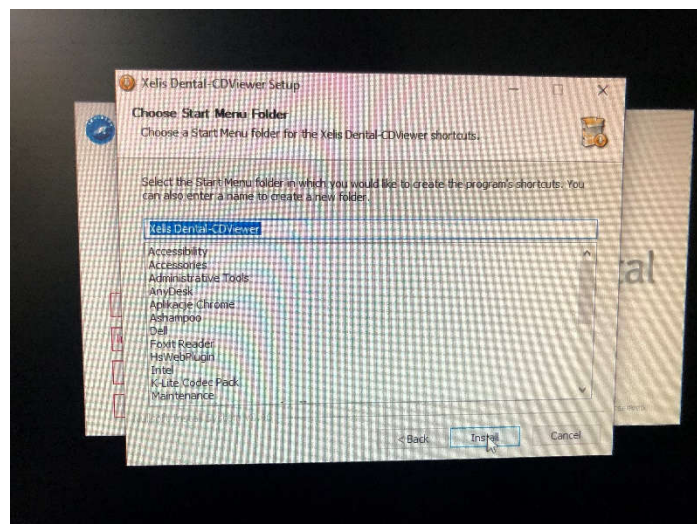 Xelis Dental-CDViewer Setup
Choose Start Menu Folder
Choose a Start Menu folder for the Xelis Dental-CDViewer shortcuts.
Select the Start Menu folder in which you would like to create the program's shortcuts. You
can also enter a name to create a new folder.
Xelis Dental-CDViewer
Accessibility
Accessories
Administrative Tools
AnyDesk
Aplikacje Chrome
Ashampoo
Dell
Foxit Reader
HsWebPlugin
Intel
K-Lite Codec Pack
Maintenance
tal
< Back
Install
Cancel